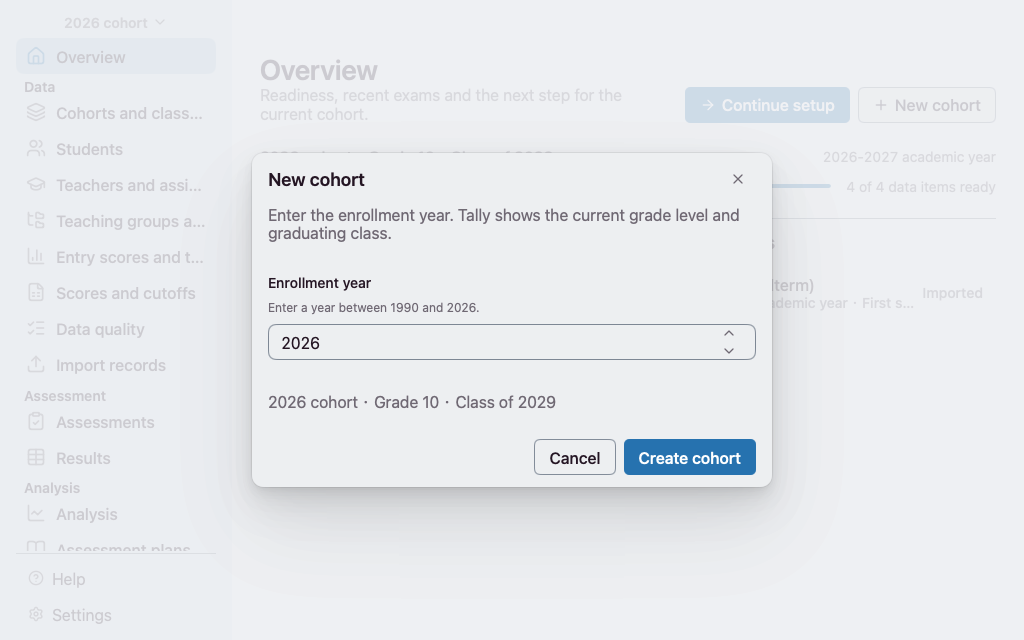 2026 cohort
Overview
Data
Cohorts and class...
Students
Teachers and assi...
Teaching groups a...
Entry scores and t...
Scores and cutoffs
Data quality
Import records
Assessment
Assessments
Results
Analysis
Analysis
Assessment plans
Help
Settings
Overview
Readiness, recent exams and the next step for the
current cohort.
Continue setup
New cohort
2026–2027 academic year
4 of 4 data items ready
Imported
New cohort
Enter the enrollment year. Tally shows the current grade level and
graduating class.
Enrollment year
Enter a year between 1990 and 2026.
2026
2026 cohort · Grade 10 · Class of 2029
Cancel
Create cohort